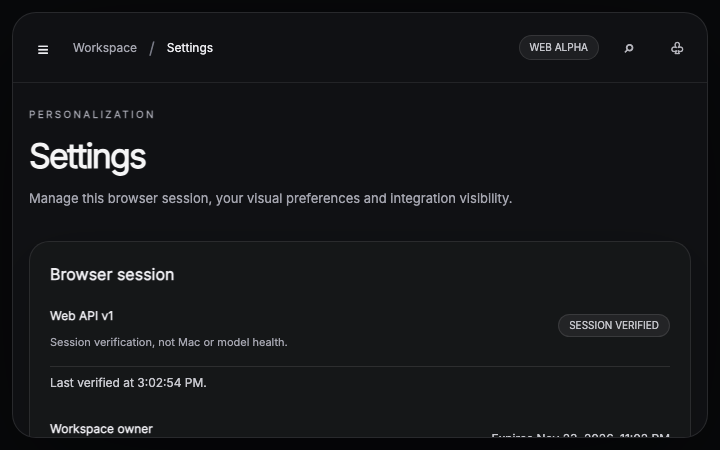 Workspace / Settings
WEB ALPHA
PERSONALIZATION
Settings
Manage this browser session, your visual preferences and integration visibility.
Browser session
Web API v1
SESSION VERIFIED
Session verification, not Mac or model health.
Last verified at 3:02:54 PM.
Workspace owner